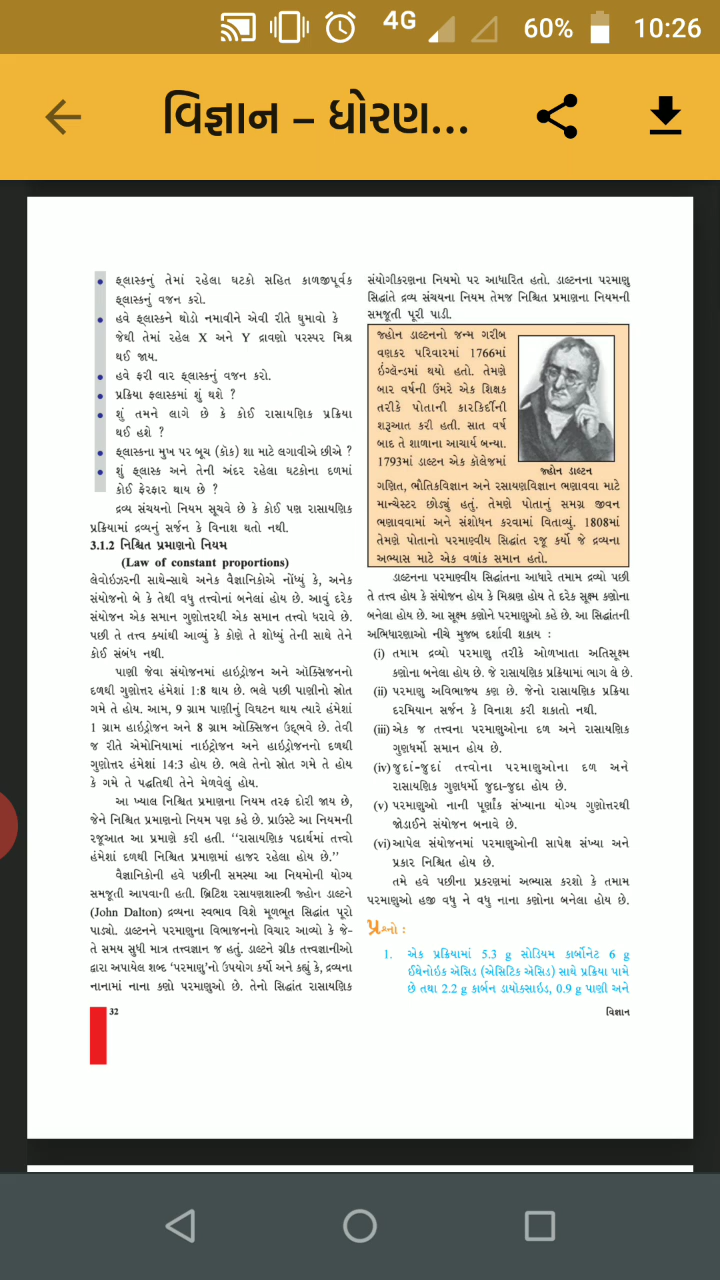 4G 60% 10:26
વિજ્ઞાન – ધોરણ...
ફ્લાસ્કનું તેમાં રહેલા ઘટકો સહિત કાળજીપૂર્વક
ફ્લાસ્કનું વજન કરો.
હવે ફ્લાસ્કને થોડો નમાવીને એવી રીતે ઘુમાવો કે
જેથી તેમાં રહેલ X અને Y દ્રાવણો પરસ્પર મિશ્ર
થઈ જાય.
હવે ફરી વાર ફ્લાસ્કનું વજન કરો.
પ્રક્રિયા ફ્લાસ્કમાં શું થશે ?
શું તમને લાગે છે કે કોઈ રાસાયણિક પ્રક્રિયા
થઈ હશે ?
ફ્લાસ્કના મુખ પર બૂચ (કૉક) શા માટે લગાવીએ છીએ ?
શું ફ્લાસ્ક અને તેની અંદર રહેલા ઘટકોના દળમાં
કોઈ ફેરફાર થાય છે ?
દ્રવ્ય સંચયનો નિયમ સૂચવે છે કે કોઈ પણ રાસાયણિક
પ્રક્રિયામાં દ્રવ્યનું સર્જન કે વિનાશ થતો નથી.
3.1.2 નિશ્ચિત પ્રમાણનો નિયમ
(Law of constant proportions)
લેવોઇઝરની સાથે-સાથે અનેક વૈજ્ઞાનિકોએ નોંધ્યું કે, અનેક
સંયોજનો બે કે તેથી વધુ તત્ત્વોનાં બનેલાં હોય છે. આવું દરેક
સંયોજન એક સમાન ગુણોત્તરથી એક સમાન તત્ત્વો ધરાવે છે.
પછી તે તત્ત્વ ક્યાંથી આવ્યું કે કોણે તે શોધ્યું તેની સાથે તેને
કોઈ સંબંધ નથી.
પાણી જેવા સંયોજનમાં હાઇડ્રોજન અને ઑક્સિજનનો
દળથી ગુણોત્તર હંમેશાં 1:8 થાય છે. ભલે પછી પાણીનો સ્રોત
ગમે તે હોય. આમ, 9 ગ્રામ પાણીનું વિઘટન થાય ત્યારે હંમેશાં
1 ગ્રામ હાઇડ્રોજન અને 8 ગ્રામ ઑક્સિજન ઉદ્દભવે છે. તેવી
જ રીતે એમોનિયામાં નાઇટ્રોજન અને હાઇડ્રોજનનો દળથી
ગુણોત્તર હંમેશાં 14:3 હોય છે. ભલે તેનો સ્રોત ગમે તે હોય
કે ગમે તે પદ્ધતિથી તેને મેળવેલું હોય.
આ ખ્યાલ નિશ્ચિત પ્રમાણના નિયમ તરફ દોરી જાય છે,
જેને નિશ્ચિત પ્રમાણનો નિયમ પણ કહે છે. પ્રાઉસ્ટે આ નિયમની
રજૂઆત આ પ્રમાણે કરી હતી. ‘‘રાસાયણિક પદાર્થમાં તત્ત્વો
હંમેશાં દળથી નિશ્ચિત પ્રમાણમાં હાજર રહેલા હોય છે.’’
વૈજ્ઞાનિકોની હવે પછીની સમસ્યા આ નિયમોની યોગ્ય
સમજૂતી આપવાની હતી. બ્રિટિશ રસાયણશાસ્ત્રી જ્હોન ડાલ્ટને
(John Dalton) દ્રવ્યના સ્વભાવ વિશે મૂળભૂત સિદ્ધાંત પૂરો
પાડ્યો. ડાલ્ટનને પરમાણુના વિભાજનનો વિચાર આવ્યો કે જે-
તે સમય સુધી માત્ર તત્ત્વજ્ઞાન જ હતું. ડાલ્ટને ગ્રીક તત્ત્વજ્ઞાનીઓ
દ્વારા અપાયેલ શબ્દ ‘પરમાણુ’નો ઉપયોગ કર્યો અને કહ્યું કે, દ્રવ્યના
નાનામાં નાના કણો પરમાણુઓ છે. તેનો સિદ્ધાંત રાસાયણિક
સંયોગીકરણના નિયમો પર આધારિત હતો. ડાલ્ટનના પરમાણુ
સિદ્ધાંતે દ્રવ્ય સંચયના નિયમ તેમજ નિશ્ચિત પ્રમાણના નિયમની
સમજૂતી પૂરી પાડી.
જ્હોન ડાલ્ટનનો જન્મ ગરીબ
વણકર પરિવારમાં 1766માં
ઇંગ્લૅન્ડમાં થયો હતો. તેમણે
બાર વર્ષની ઉંમરે એક શિક્ષક
તરીકે પોતાની કારકિર્દીની
શરૂઆત કરી હતી. સાત વર્ષ
બાદ તે શાળાના આચાર્ય બન્યા.
1793માં ડાલ્ટન એક કૉલેજમાં
જ્હોન ડાલ્ટન
ગણિત, ભૌતિકવિજ્ઞાન અને રસાયણવિજ્ઞાન ભણાવવા માટે
માન્ચેસ્ટર છોડ્યું હતું. તેમણે પોતાનું સમગ્ર જીવન
ભણાવવામાં અને સંશોધન કરવામાં વિતાવ્યું. 1808માં
તેમણે પોતાનો પરમાણ્વીય સિદ્ધાંત રજૂ કર્યો જે દ્રવ્યના
અભ્યાસ માટે એક વળાંક સમાન હતો.
ડાલ્ટનના પરમાણ્વીય સિદ્ધાંતના આધારે તમામ દ્રવ્યો પછી
તે તત્ત્વ હોય કે સંયોજન હોય કે મિશ્રણ હોય તે દરેક સૂક્ષ્મ કણોના
બનેલા હોય છે. આ સૂક્ષ્મ કણોને પરમાણુઓ કહે છે. આ સિદ્ધાંતની
અભિધારણાઓ નીચે મુજબ દર્શાવી શકાય :
(i) તમામ દ્રવ્યો પરમાણુ તરીકે ઓળખાતા અતિસૂક્ષ્મ
કણોના બનેલા હોય છે. જે રાસાયણિક પ્રક્રિયામાં ભાગ લે છે.
(ii) પરમાણુ અવિભાજ્ય કણ છે. જેનો રાસાયણિક પ્રક્રિયા
દરમિયાન સર્જન કે વિનાશ કરી શકાતો નથી.
(iii) એક જ તત્ત્વના પરમાણુઓના દળ અને રાસાયણિક
ગુણધર્મો સમાન હોય છે.
(iv) જુદાં-જુદાં તત્ત્વોના પરમાણુઓના દળ અને
રાસાયણિક ગુણધર્મો જુદા-જુદા હોય છે.
(v) પરમાણુઓ નાની પૂર્ણાંક સંખ્યાના યોગ્ય ગુણોત્તરથી
જોડાઈને સંયોજન બનાવે છે.
(vi) આપેલ સંયોજનમાં પરમાણુઓની સાપેક્ષ સંખ્યા અને
પ્રકાર નિશ્ચિત હોય છે.
તમે હવે પછીના પ્રકરણમાં અભ્યાસ કરશો કે તમામ
પરમાણુઓ હજી વધુ ને વધુ નાના કણોના બનેલા હોય છે.
પ્રશ્નો :
1. એક પ્રક્રિયામાં 5.3 g સોડિયમ કાર્બોનેટ 6 g
ઈથેનોઇક ઍસિડ (ઍસિટિક ઍસિડ) સાથે પ્રક્રિયા પામે
છે તથા 2.2 g કાર્બન ડાયોક્સાઇડ, 0.9 g પાણી અને
32
વિજ્ઞાન